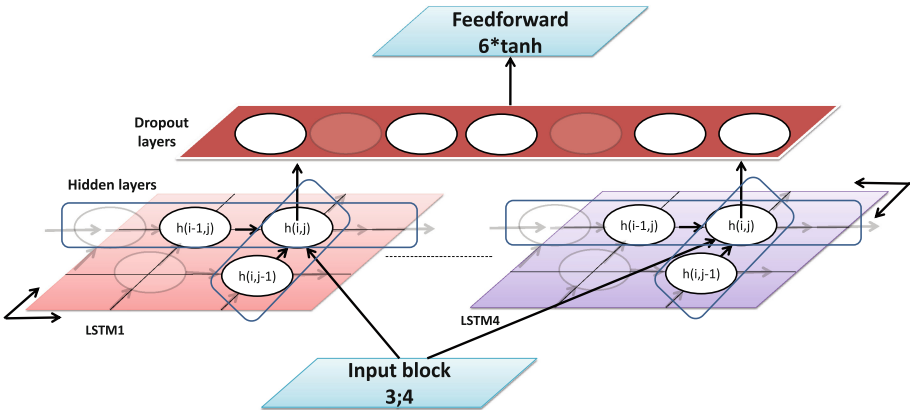 Feedforward
6*tanh
Dropout
layers
Hidden layers
h(i-1,j)
h(i,j)
h(i,j-1)
LSTM1
h(i-1,j)
h(i,j)
h(i,j-1)
LSTM4
Input block
3;4